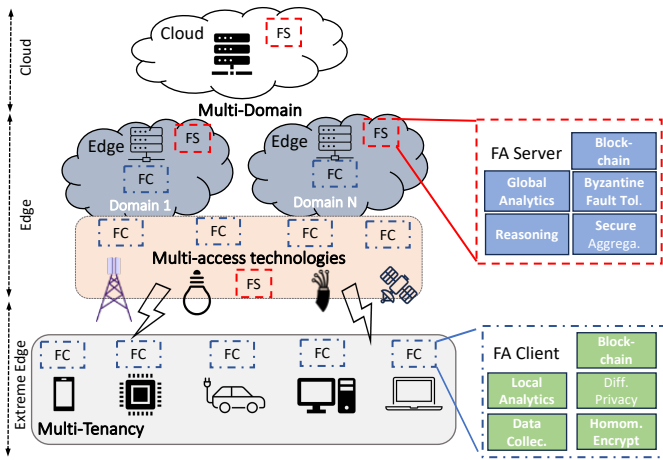 Cloud
Cloud
FS
Multi-Domain
Edge
Edge
FS
FC
Domain 1
Edge
FS
FC
Domain N
FC
FC
FC
FC
Multi-access technologies
FS
Extreme Edge
FC
FC
FC
FC
FC
Multi-Tenancy
FA Server
Block-
chain
Global
Analytics
Byzantine
Fault Tol.
Reasoning
Secure
Aggrega.
FA Client
Block-
chain
Local
Analytics
Diff.
Privacy
Data
Collec.
Homom.
Encrypt